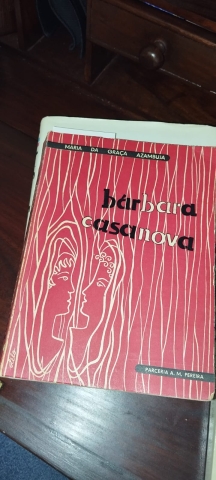 MARIA DA GRAÇA AZAMBUJA
bárbara
casanova
PARCERIA A. M. PEREIRA